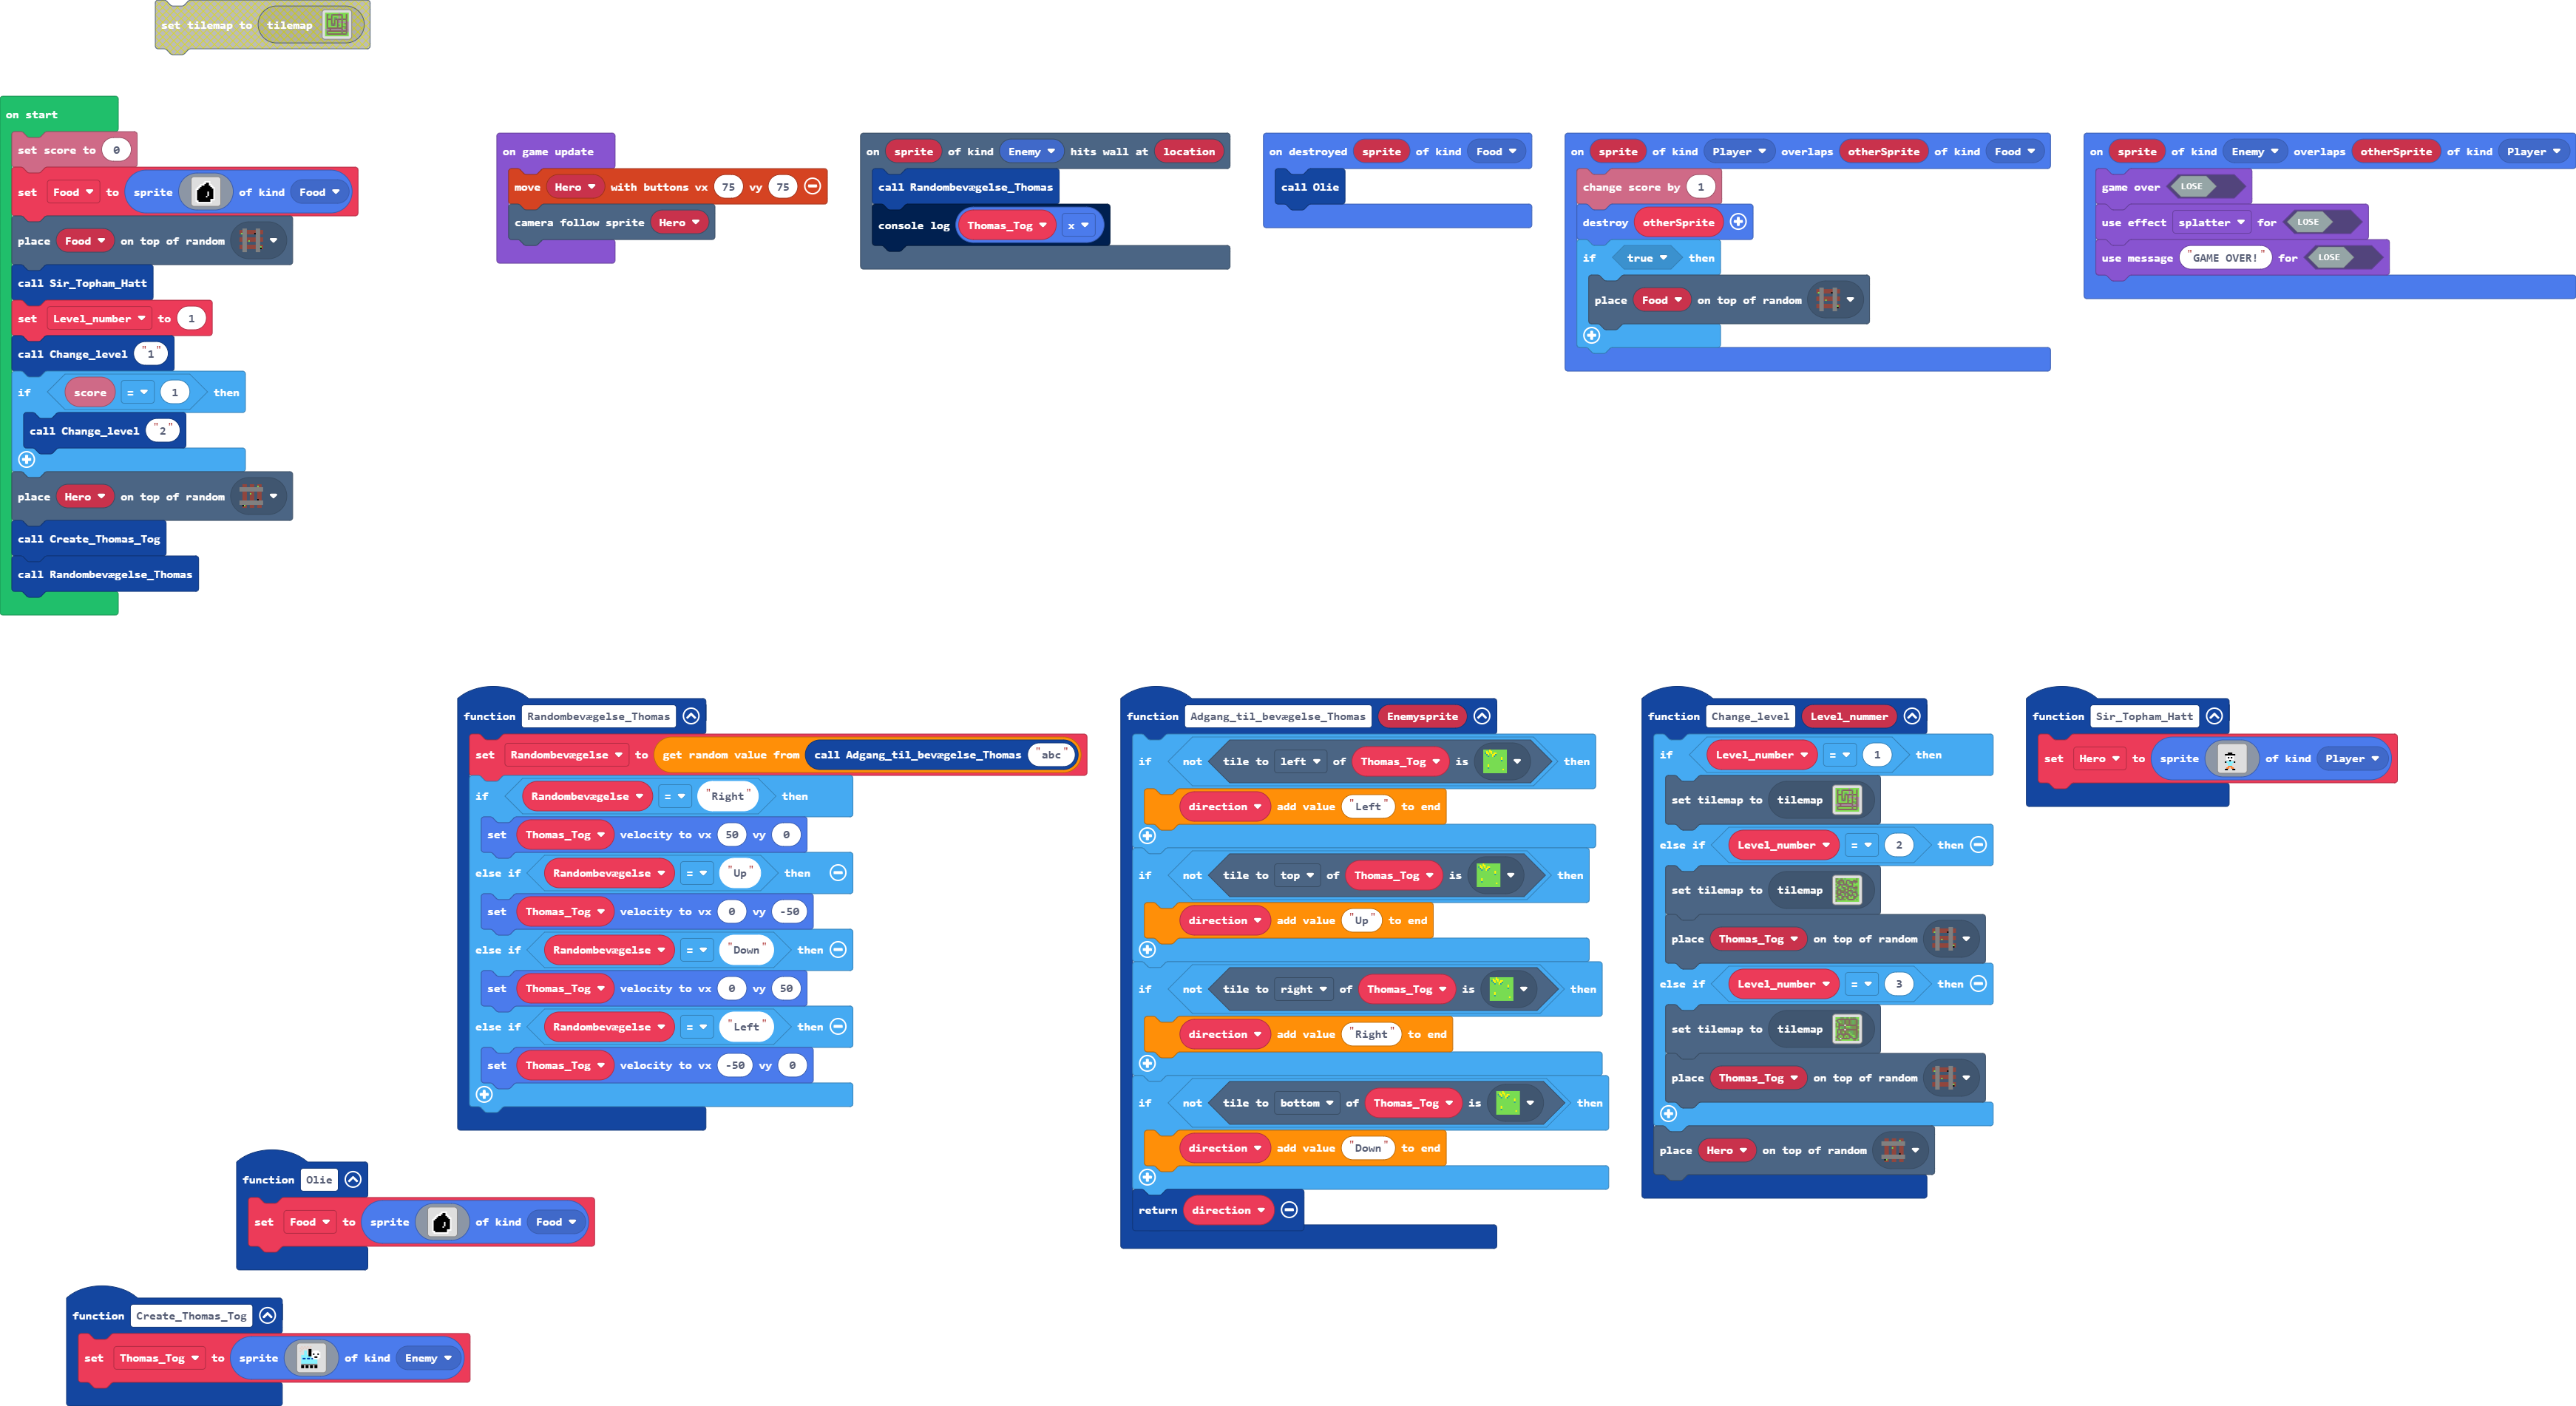 set tilemap to tilemap
on start
set score to 0
set Food to sprite of kind Food
place Food on top of random
call Sir_Topham_Hatt
set Level_number to 1
call Change_level "1"
if score = 1 then
call Change_level "2"
place Hero on top of random
call Create_Thomas_Tog
call Randombevægelse_Thomas
on game update
move Hero with buttons vx 75 vy 75
camera follow sprite Hero
on sprite of kind Enemy hits wall at location
call Randombevægelse_Thomas
console log Thomas_Tog x
on destroyed sprite of kind Food
call Olie
on sprite of kind Player overlaps otherSprite of kind Food
change score by 1
destroy otherSprite
if true then
place Food on top of random
on sprite of kind Enemy overlaps otherSprite of kind Player
game over LOSE
use effect splatter for LOSE
use message "GAME OVER!" for LOSE
function Randombevægelse_Thomas
set Randombevægelse to get random value from call Adgang_til_bevægelse_Thomas "abc"
if Randombevægelse = "Right" then
set Thomas_Tog velocity to vx 50 vy 0
else if Randombevægelse = "Up" then
set Thomas_Tog velocity to vx 0 vy -50
else if Randombevægelse = "Down" then
set Thomas_Tog velocity to vx 0 vy 50
else if Randombevægelse = "Left" then
set Thomas_Tog velocity to vx -50 vy 0
function Adgang_til_bevægelse_Thomas Enemysprite
if not tile to left of Thomas_Tog is then
direction add value "Left" to end
if not tile to top of Thomas_Tog is then
direction add value "Up" to end
if not tile to right of Thomas_Tog is then
direction add value "Right" to end
if not tile to bottom of Thomas_Tog is then
direction add value "Down" to end
return direction
function Change_level Level_nummer
if Level_number = 1 then
set tilemap to tilemap
else if Level_number = 2 then
set tilemap to tilemap
place Thomas_Tog on top of random
else if Level_number = 3 then
set tilemap to tilemap
place Thomas_Tog on top of random
place Hero on top of random
function Sir_Topham_Hatt
set Hero to sprite of kind Player
function Olie
set Food to sprite of kind Food
function Create_Thomas_Tog
set Thomas_Tog to sprite of kind Enemy